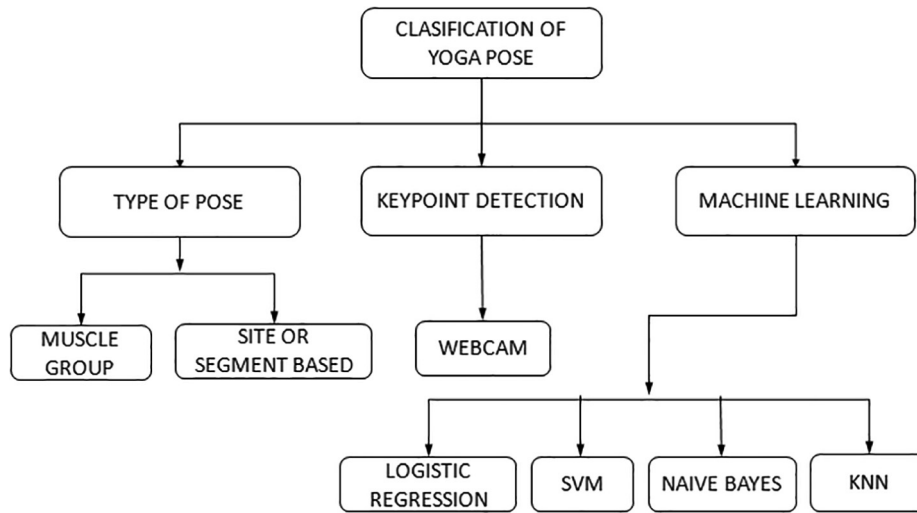 CLASIFICATION OF
YOGA POSE
TYPE OF POSE
KEYPOINT DETECTION
MACHINE LEARNING
MUSCLE
GROUP
SITE OR
SEGMENT BASED
WEBCAM
LOGISTIC
REGRESSION
SVM
NAIVE BAYES
KNN